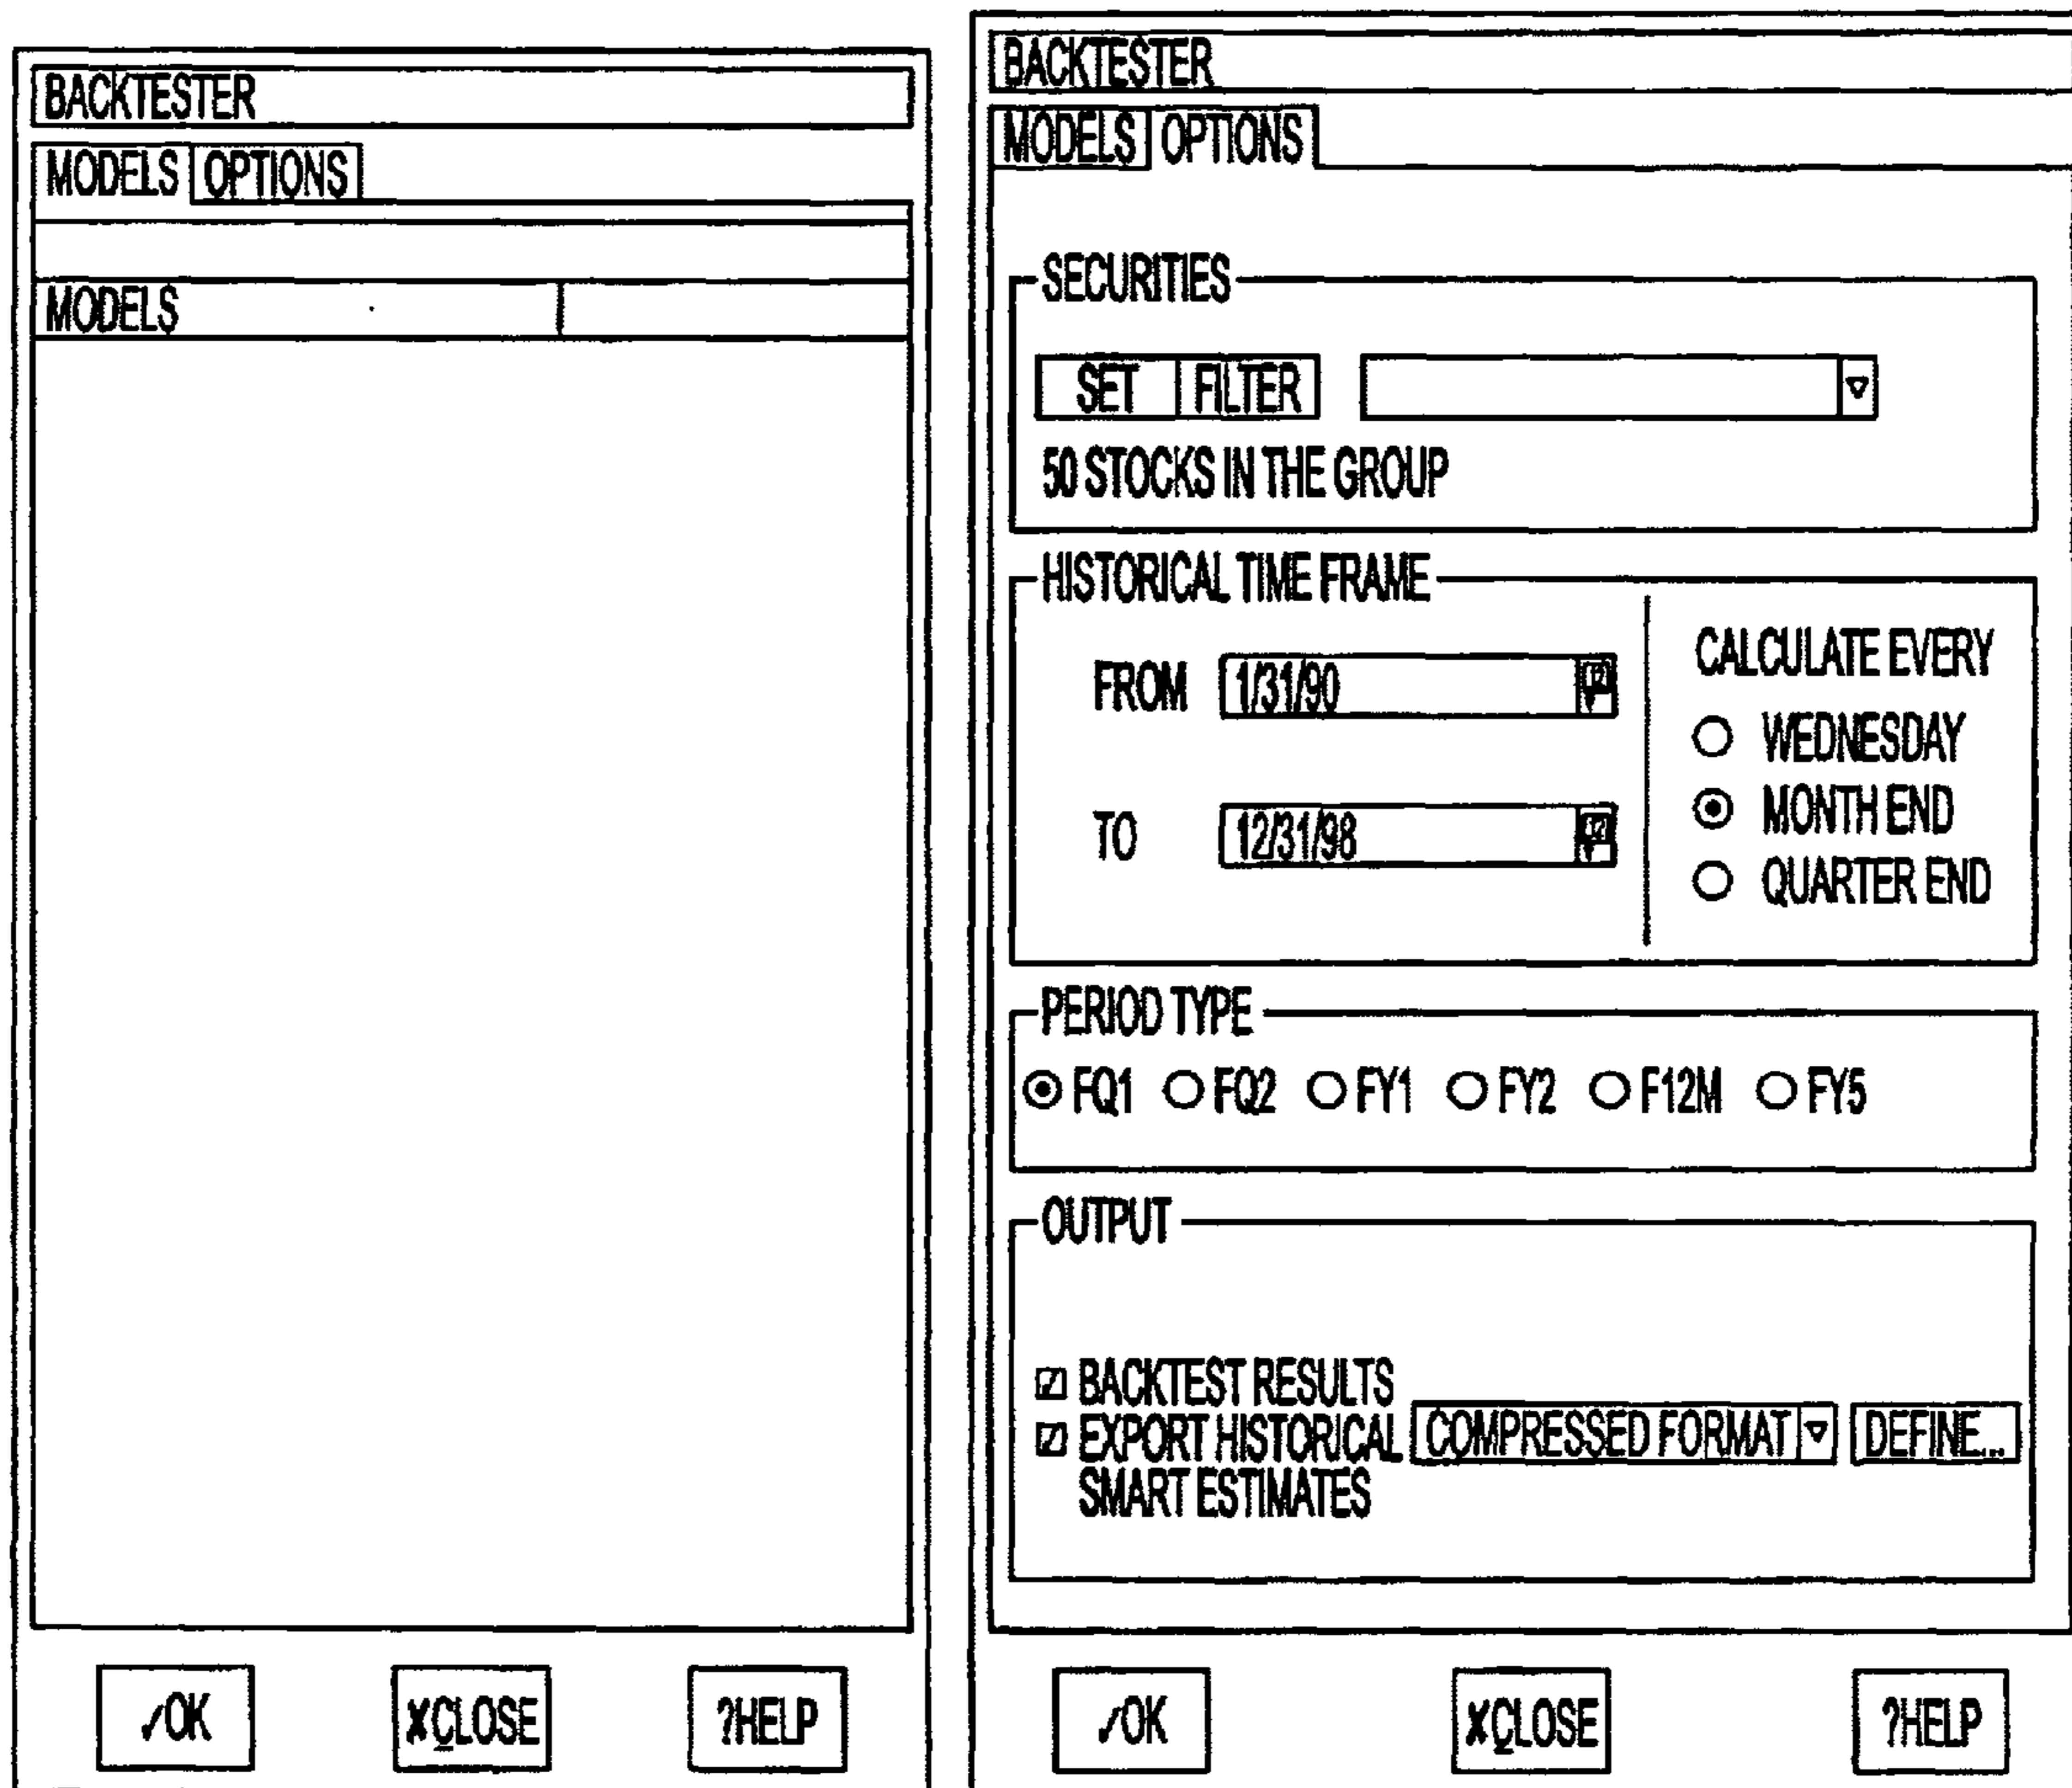 BACKTESTER
MODELS OPTIONS
MODELS
✓OK ✗CLOSE ?HELP
BACKTESTER
MODELS OPTIONS
SECURITIES
SET FILTER
50 STOCKS IN THE GROUP
HISTORICAL TIME FRAME
FROM 1/31/90
TO 12/31/98
CALCULATE EVERY
WEDNESDAY
MONTH END
QUARTER END
PERIOD TYPE
FQ1 FQ2 FY1 FY2 F12M FY5
OUTPUT
BACKTEST RESULTS
EXPORT HISTORICAL COMPRESSED FORMAT DEFINE...
SMART ESTIMATES
✓OK ✗CLOSE ?HELP